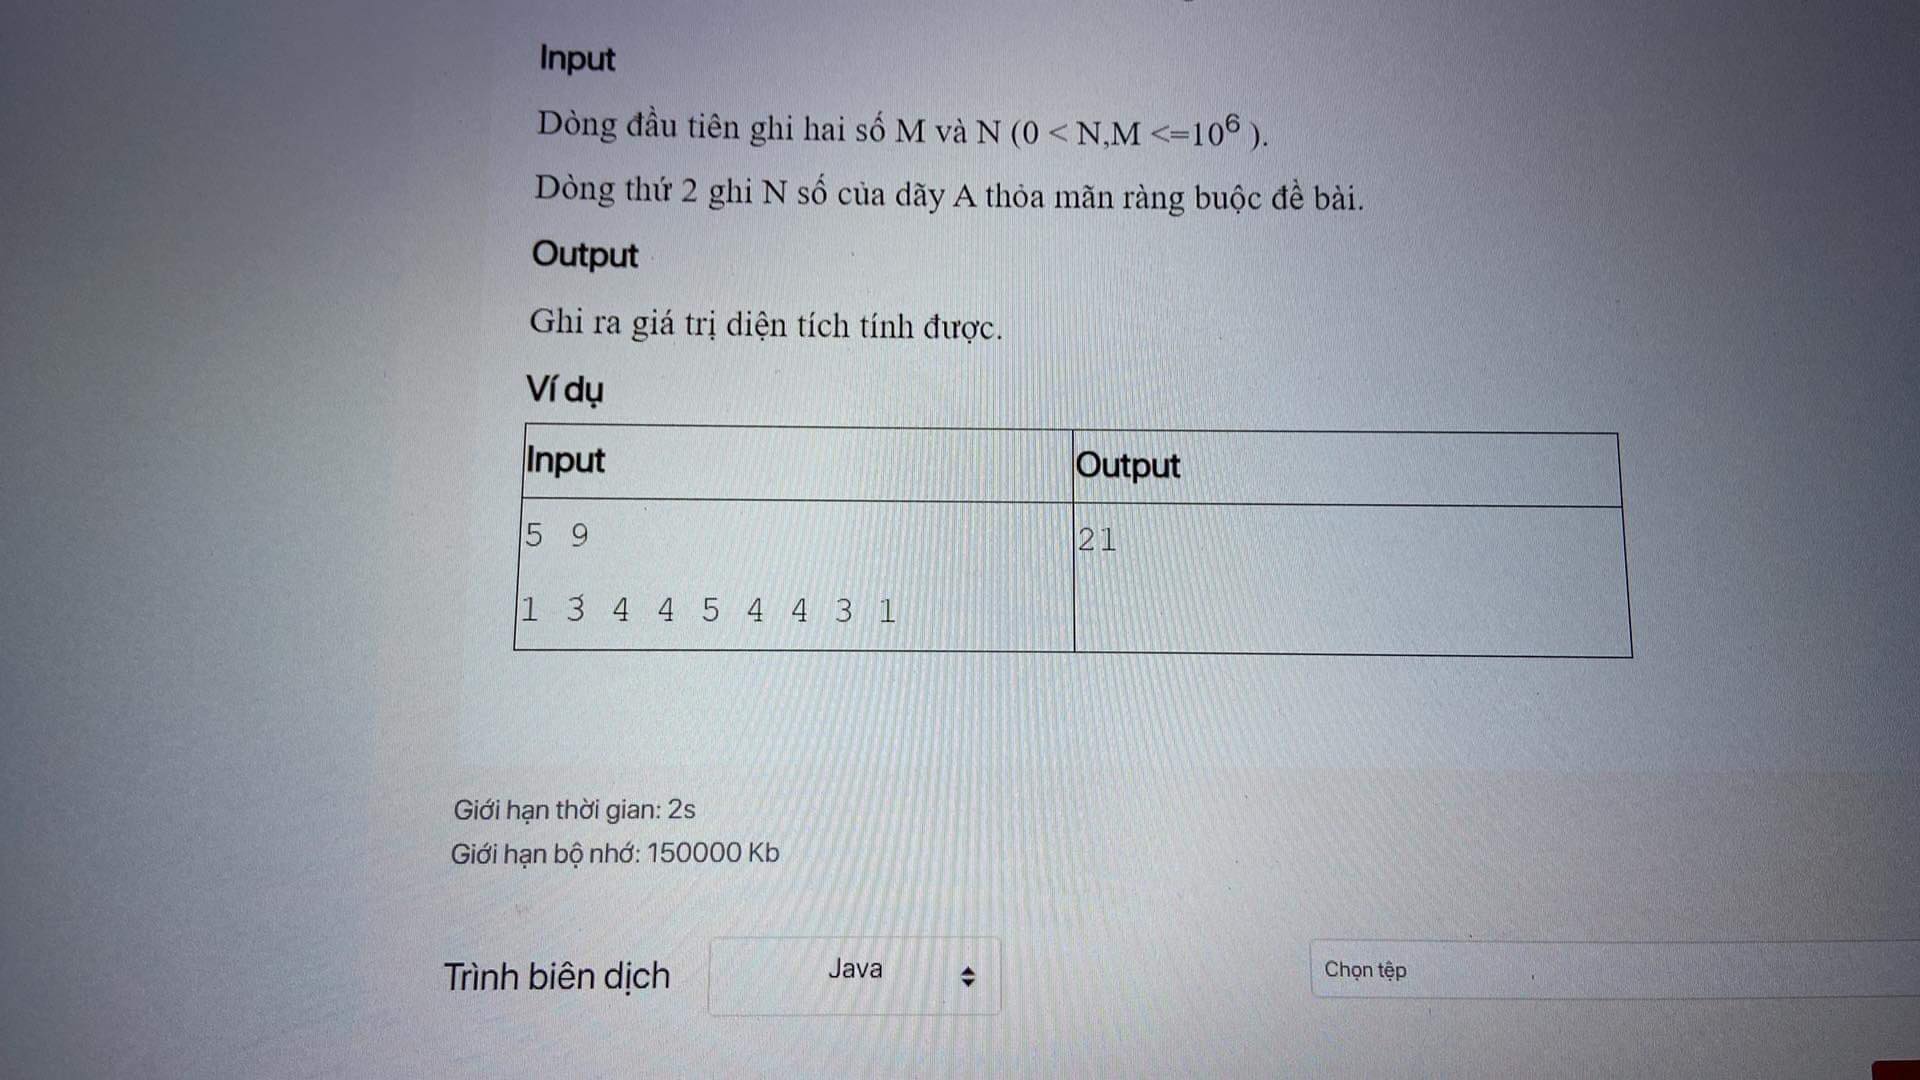 Input
Dòng đầu tiên ghi hai số M và N (0 < N,M <=10⁶ ).
Dòng thứ 2 ghi N số của dãy A thỏa mãn ràng buộc đề bài.
Output
Ghi ra giá trị diện tích tính được.
Ví dụ
Input Output
5 9 21
1 3 4 4 5 4 4 3 1
Giới hạn thời gian: 2s
Giới hạn bộ nhớ: 150000 Kb
Trình biên dịch Java Chọn tệp